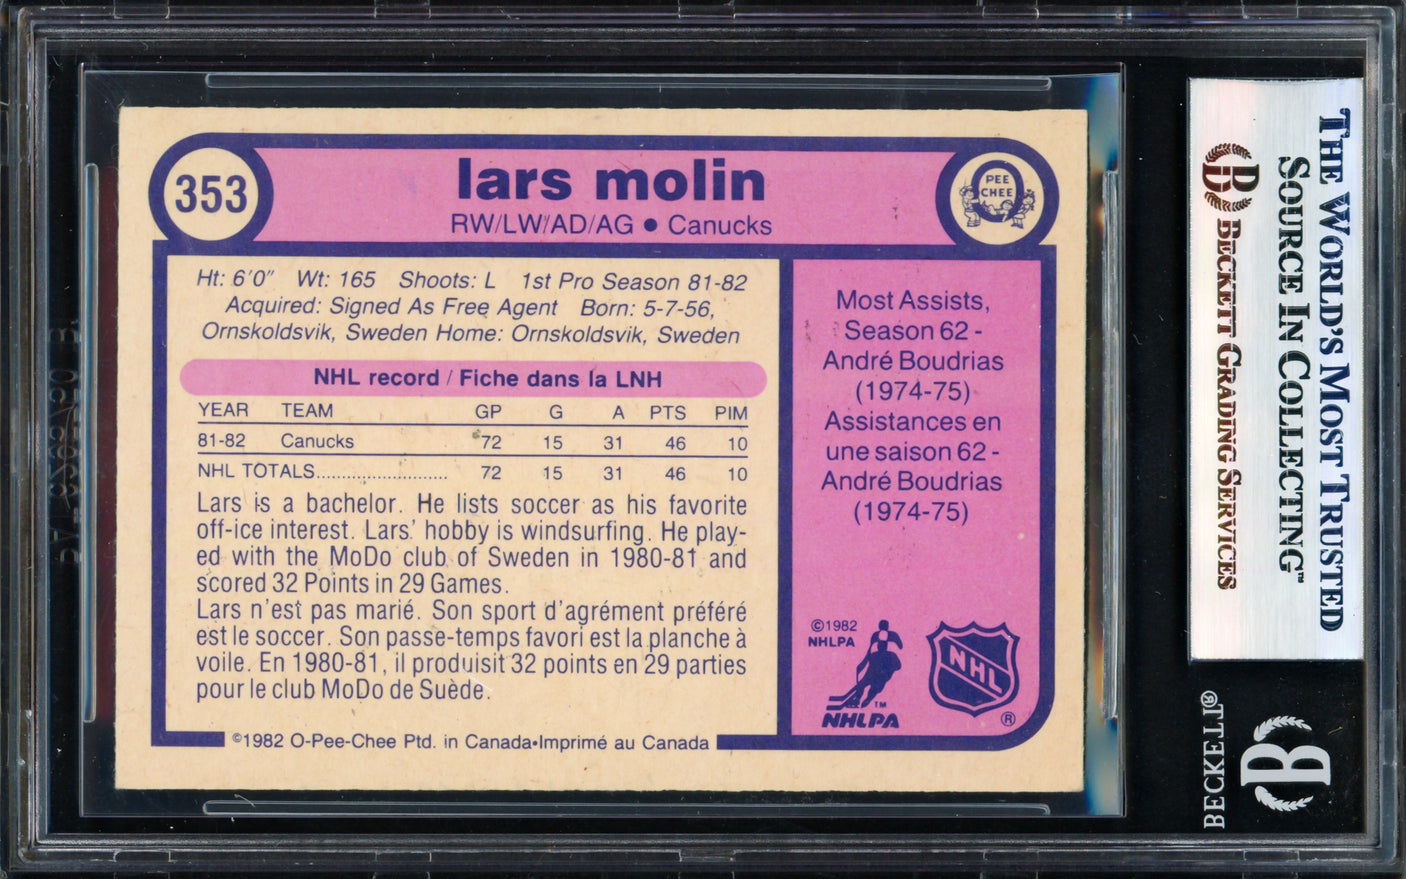 353
lars molin
RW/LW/AD/AG • Canucks
PEE
CHEE
Ht: 6'0" Wt: 165 Shoots: L 1st Pro Season 81-82
Acquired: Signed As Free Agent Born: 5-7-56,
Ornskoldsvik, Sweden Home: Ornskoldsvik, Sweden
NHL record / Fiche dans la LNH
YEAR TEAM GP G A PTS PIM
81-82 Canucks 72 15 31 46 10
NHL TOTALS.......................... 72 15 31 46 10
Lars is a bachelor. He lists soccer as his favorite
off-ice interest. Lars' hobby is windsurfing. He play-
ed with the MoDo club of Sweden in 1980-81 and
scored 32 Points in 29 Games.
Lars n'est pas marié. Son sport d'agrément préféré
est le soccer. Son passe-temps favori est la planche à
voile. En 1980-81, il produisit 32 points en 29 parties
pour le club MoDo de Suède.
©1982 O-Pee-Chee Ptd. in Canada•Imprimé au Canada
Most Assists,
Season 62 -
André Boudrias
(1974-75)
Assistances en
une saison 62 -
André Boudrias
(1974-75)
©1982
NHLPA
TM
NHLPA
NHL
®
THE WORLD'S MOST TRUSTED
SOURCE IN COLLECTING™
B BECKETT GRADING SERVICES
BECKETT®
B